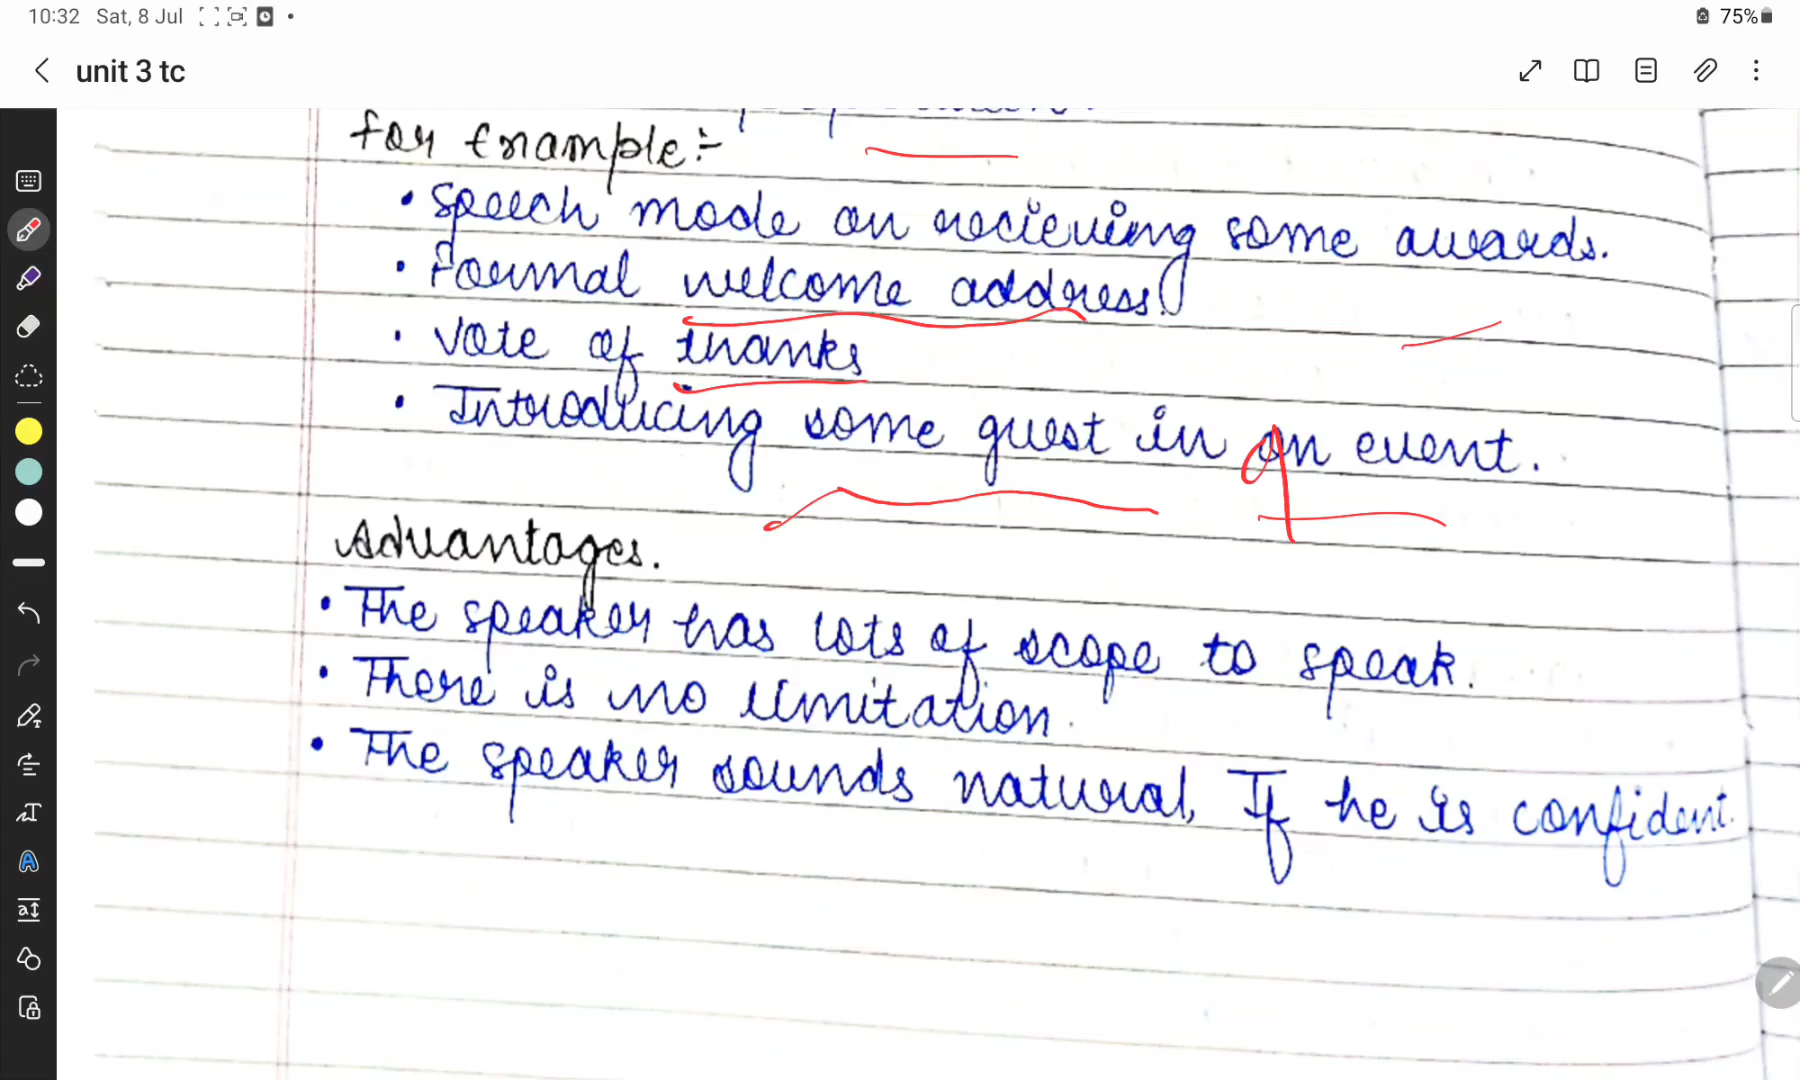 10:32 Sat, 8 Jul
75%
unit 3 tc
for Example:-
• Speech made on recieving some awards.
• Formal welcome address.
• Vote of thanks
• Introducing some guest in an event.
Advantages.
• The speaker has lots of scope to speak.
• There is no limitation.
• The speaker sounds natural, If he is confident.